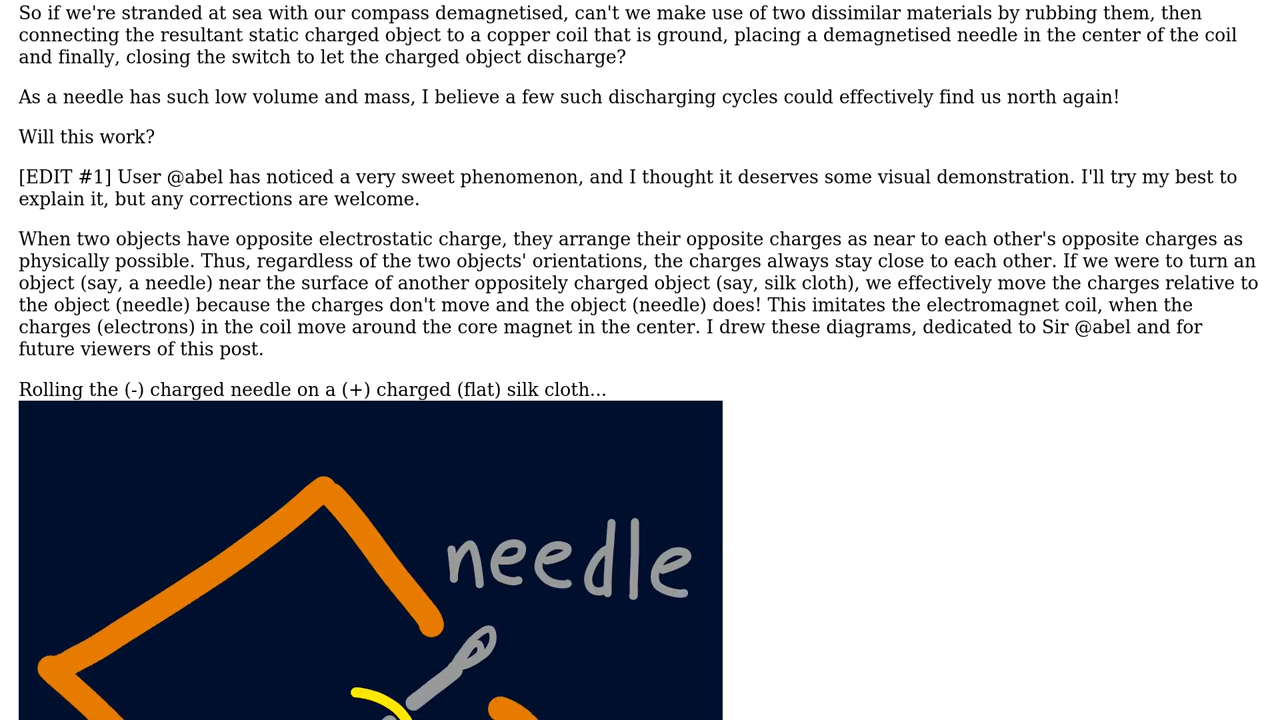 So if we're stranded at sea with our compass demagnetised, can't we make use of two dissimilar materials by rubbing them, then
connecting the resultant static charged object to a copper coil that is ground, placing a demagnetised needle in the center of the coil
and finally, closing the switch to let the charged object discharge?
As a needle has such low volume and mass, I believe a few such discharging cycles could effectively find us north again!
Will this work?
[EDIT #1] User @abel has noticed a very sweet phenomenon, and I thought it deserves some visual demonstration. I'll try my best to
explain it, but any corrections are welcome.
When two objects have opposite electrostatic charge, they arrange their opposite charges as near to each other's opposite charges as
physically possible. Thus, regardless of the two objects' orientations, the charges always stay close to each other. If we were to turn an
object (say, a needle) near the surface of another oppositely charged object (say, silk cloth), we effectively move the charges relative to
the object (needle) because the charges don't move and the object (needle) does! This imitates the electromagnet coil, when the
charges (electrons) in the coil move around the core magnet in the center. I drew these diagrams, dedicated to Sir @abel and for
future viewers of this post.
Rolling the (-) charged needle on a (+) charged (flat) silk cloth...
needle